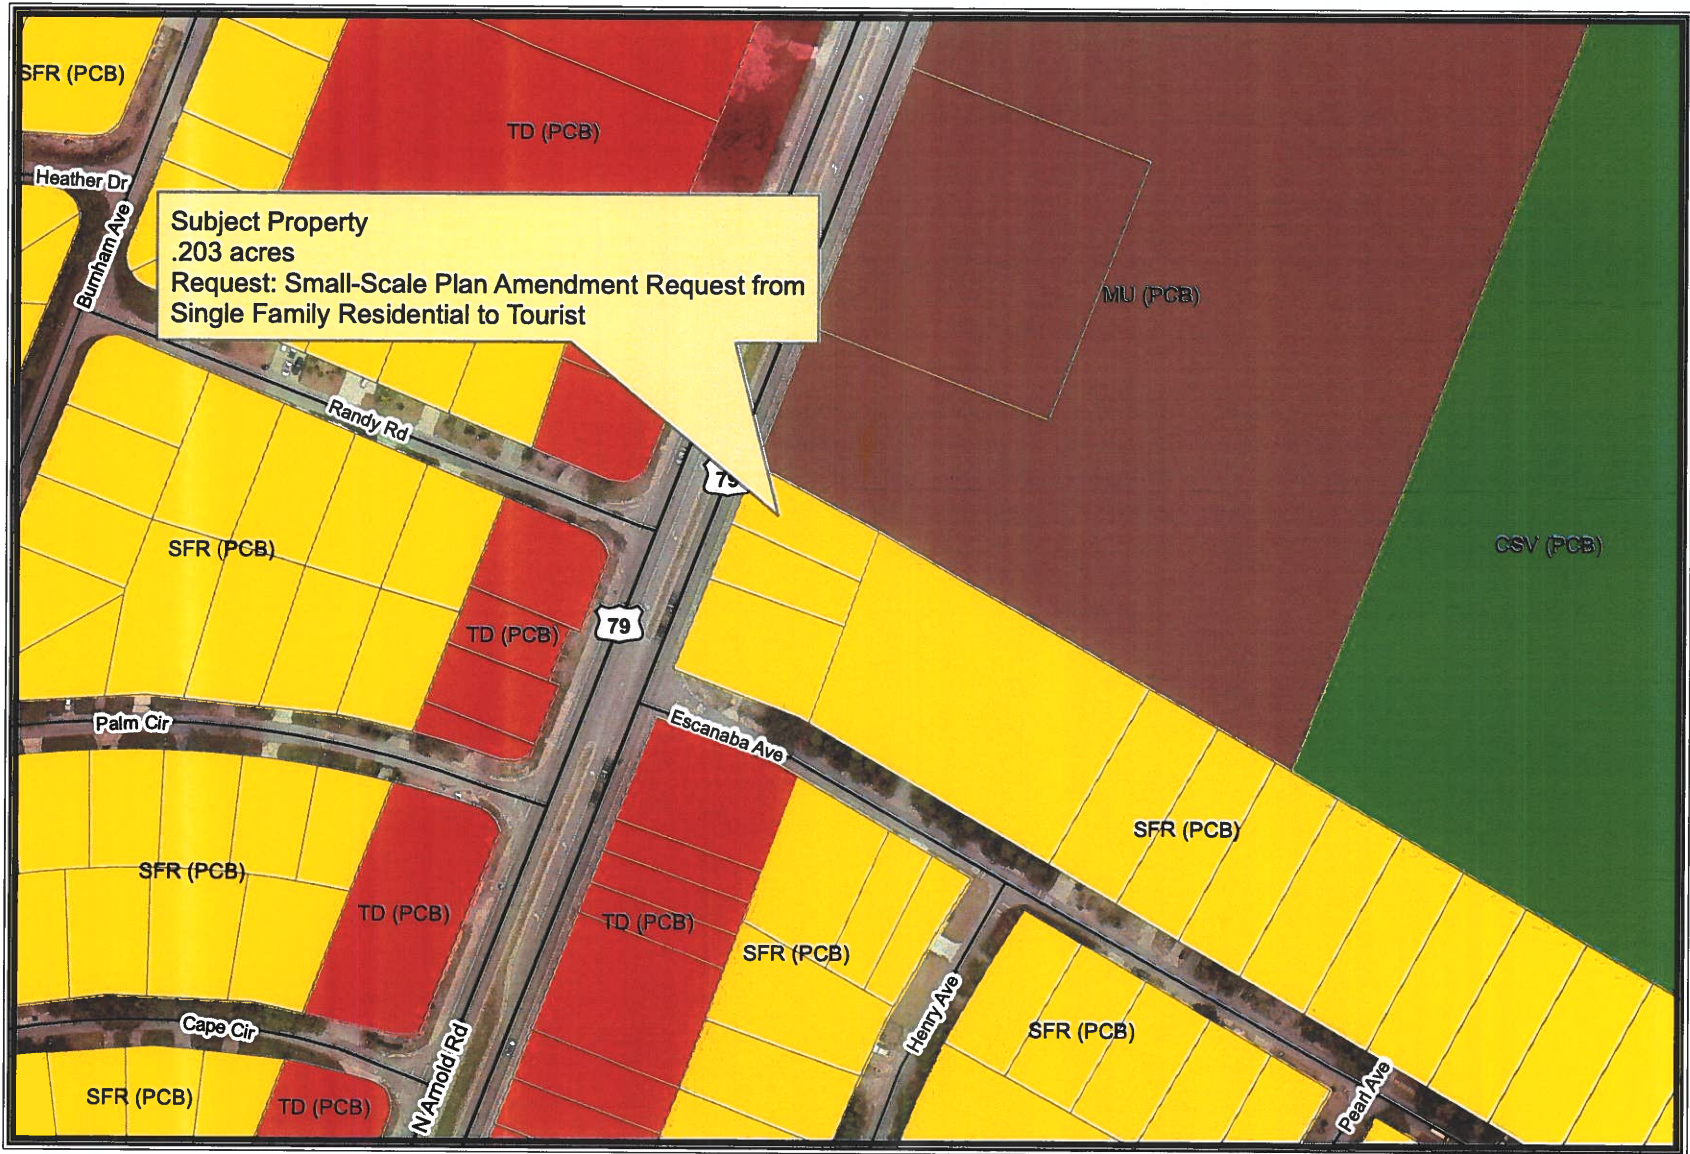 SFR (PCB)
TD (PCB)
Heather Dr
Burnham Ave
Subject Property
.203 acres
Request: Small-Scale Plan Amendment Request from
Single Family Residential to Tourist
MU (PCB)
Randy Rd
79
SFR (PCB)
CSV (PCB)
79
TD (PCB)
Palm Cir
Escanaba Ave
SFR (PCB)
SFR (PCB)
TD (PCB)
TD (PCB)
SFR (PCB)
Cape Cir
Henry Ave
SFR (PCB)
N Arnold Rd
SFR (PCB)
TD (PCB)
Pearl Ave